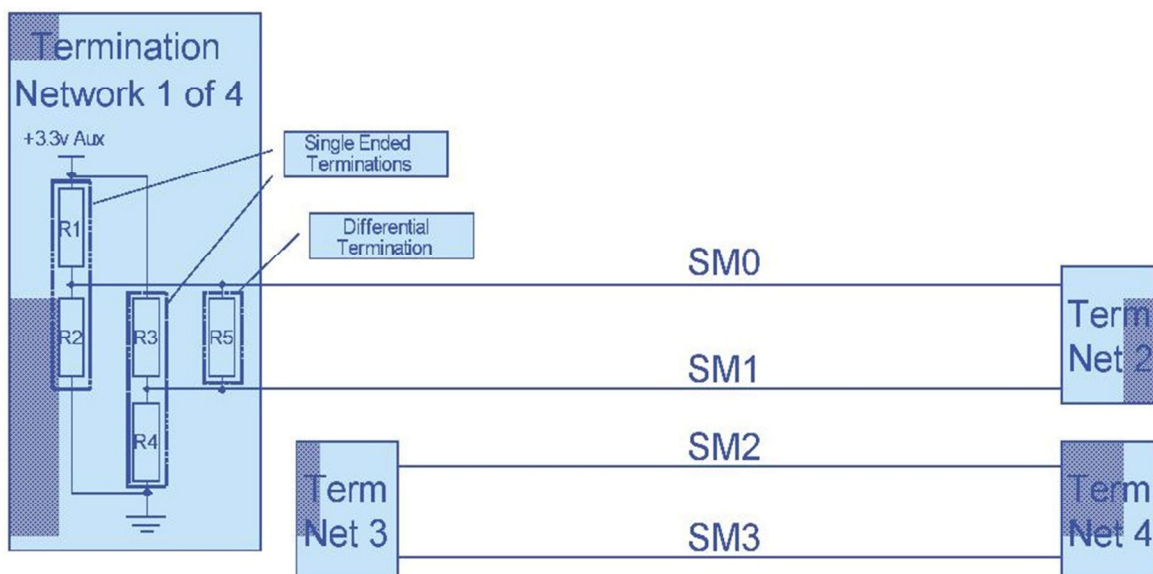 Termination
Network 1 of 4
+3.3v Aux
Single Ended
Terminations
R1
Differential
Termination
SM0
R2
R3
R5
Term
Net 2
SM1
R4
SM2
Term
Net 3
Term
Net 4
SM3